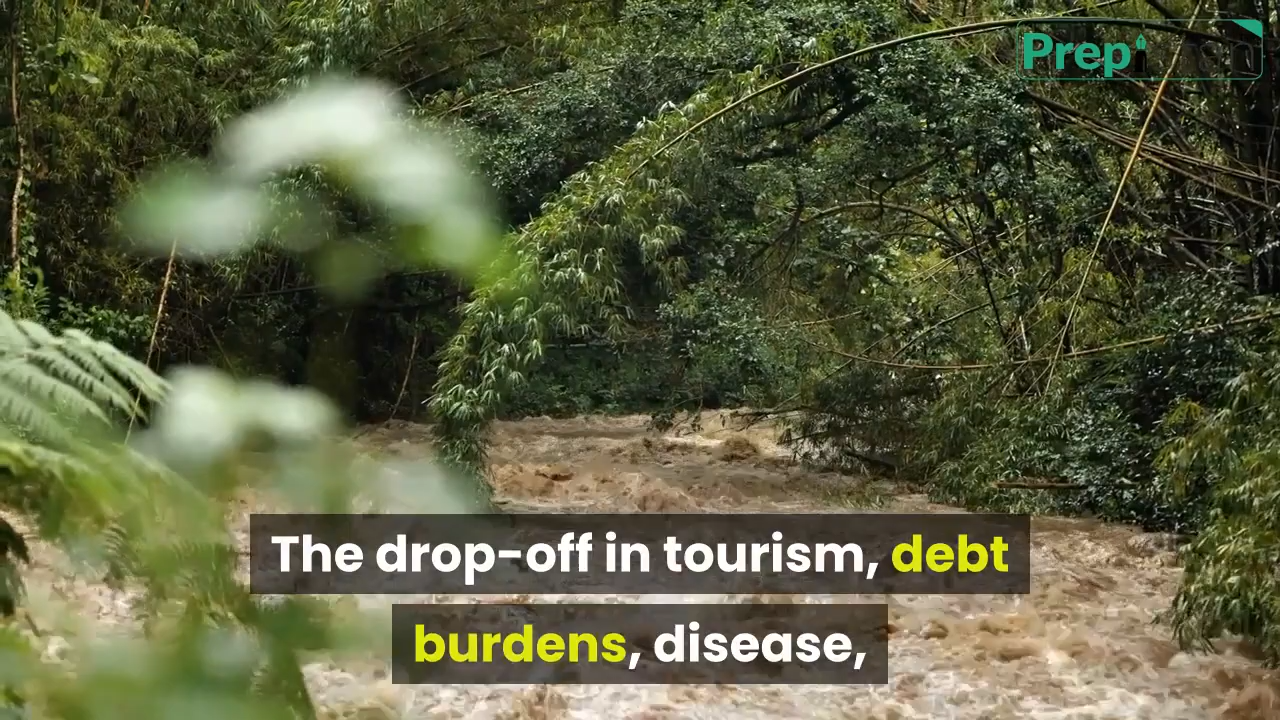 Prep
The drop-off in tourism, debt
burdens, disease,